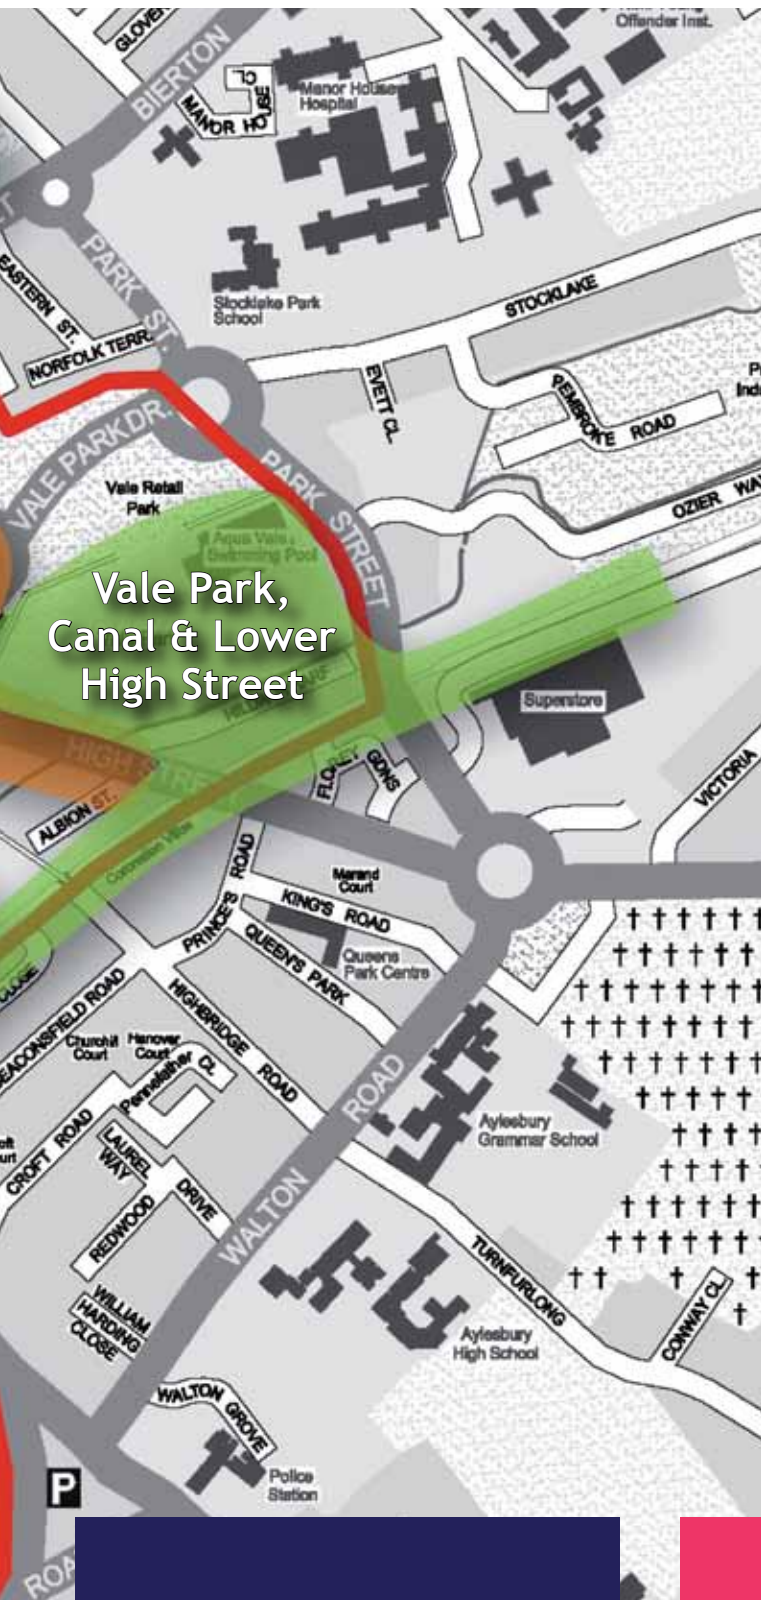 Offender Inst.
GLOVER
BIERTON
MANOR HOUSE
CL.
Manor House
Hospital
PARK ST.
EASTERN ST.
Stocklake Park
School
STOCKLAKE
NORFOLK TERR.
EVETT CL.
PEMBROKE ROAD
VALE PARK DR.
Vale Retail
Park
PARK STREET
OZIER WA
Aqua Vale
Swimming Pool
Vale Park,
Canal & Lower
High Street
Superstore
HIGH STREET
FLOREY GDNS
VICTORIA
ALBION ST.
Coronation Villas
PRINCE'S ROAD
Marand
Court
KING'S ROAD
QUEEN'S PARK
Queens
Park Centre
BEACONSFIELD ROAD
HIGHBRIDGE ROAD
Churchill
Court
Hanover
Court
Pennefather CL.
WALTON ROAD
Aylesbury
Grammar School
CROFT ROAD
LAUREL
WAY
REDWOOD DRIVE
TURNFURLONG
WILLIAM
HARDING
CLOSE
Aylesbury
High School
CONWAY CL.
WALTON GROVE
P
Police
Station
ROA